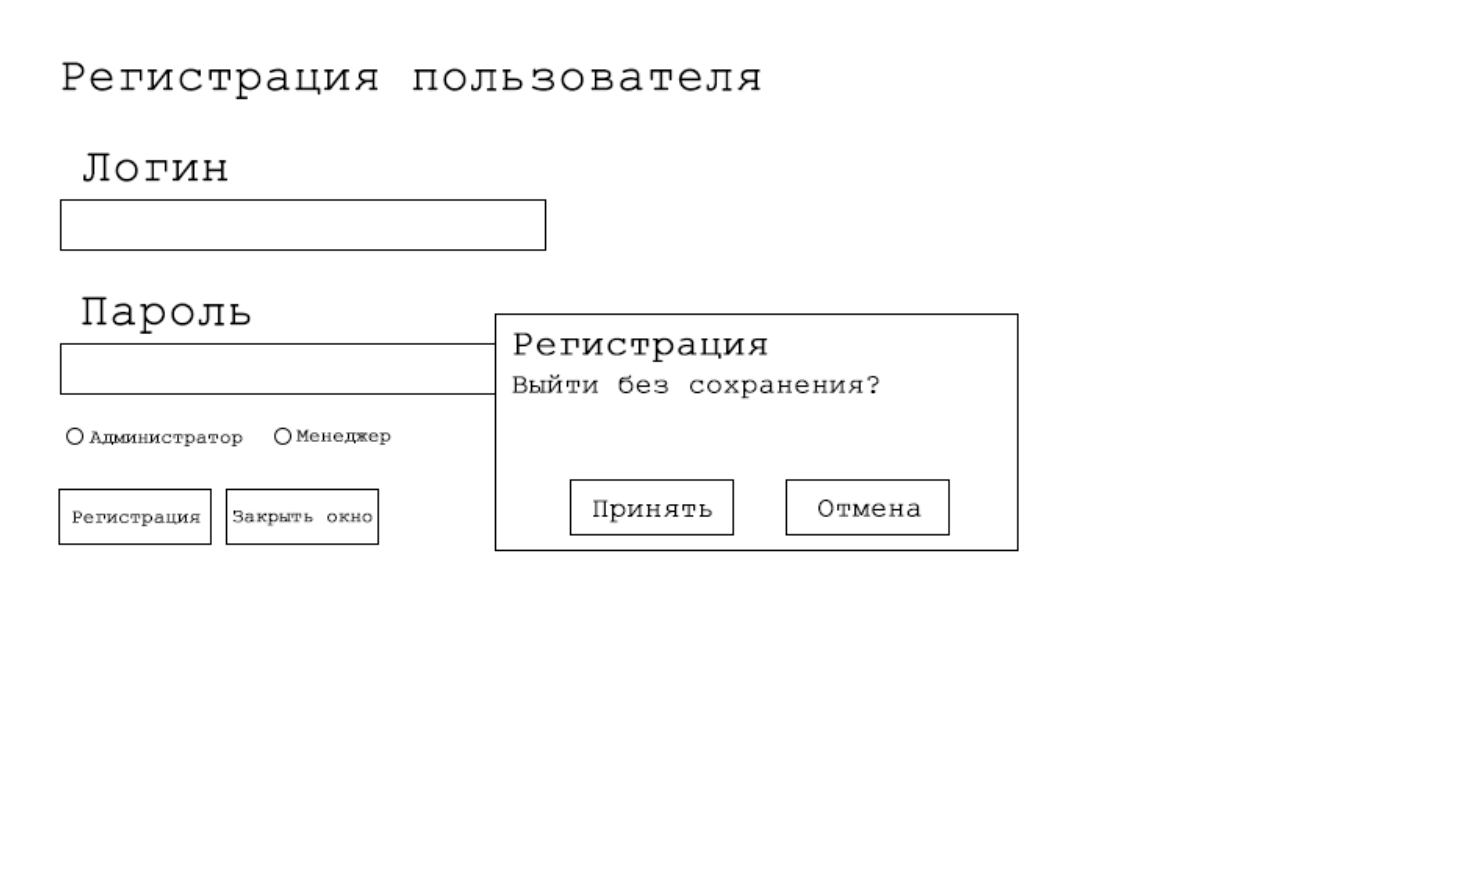 Регистрация пользователя
Логин
Пароль
Администратор Менеджер
Регистрация Закрыть окно
Регистрация
Выйти без сохранения?
Принять Отмена